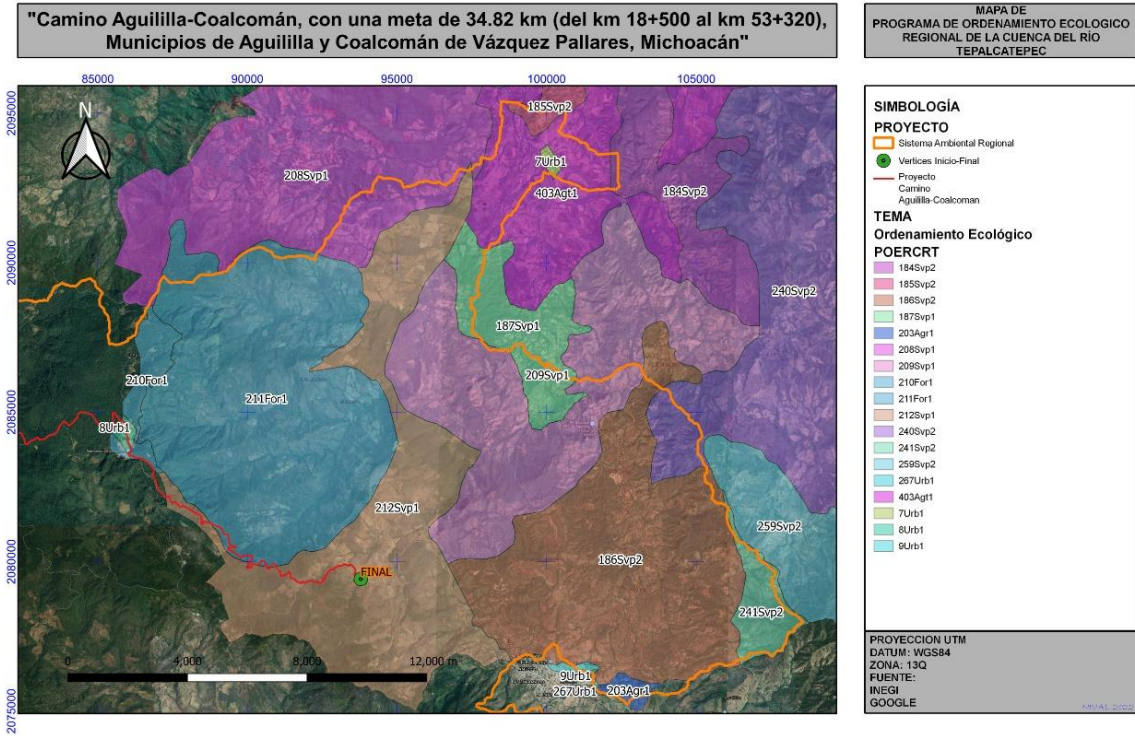 "Camino Aguililla-Coalcomán, con una meta de 34.82 km (del km 18+500 al km 53+320),
Municipios de Aguililla y Coalcomán de Vázquez Pallares, Michoacán"
MAPA DE
PROGRAMA DE ORDENAMIENTO ECOLOGICO
REGIONAL DE LA CUENCA DEL RÍO
TEPALCATEPEC
85000
90000
95000
100000
105000
2095000
2090000
2085000
2080000
2075000
N
185Svp2
7Urb1
208Svp1
403Agt1
184Svp2
240Svp2
187Svp1
209Svp1
210For1
211For1
8Urb1
212Svp1
259Svp2
186Svp2
FINAL
241Svp2
0
4,000
8,000
12,000 m
9Urb1
267Urb1
203Agr1
SIMBOLOGÍA
PROYECTO
Sistema Ambiental Regional
Vertices Inicio-Final
Proyecto
Camino
Aguililla-Coalcoman
TEMA
Ordenamiento Ecológico
POERCRT
184Svp2
185Svp2
186Svp2
187Svp1
203Agr1
208Svp1
209Svp1
210For1
211For1
212Svp1
240Svp2
241Svp2
259Svp2
267Urb1
403Agt1
7Urb1
8Urb1
9Urb1
PROYECCION UTM
DATUM: WGS84
ZONA: 13Q
FUENTE:
INEGI
GOOGLE